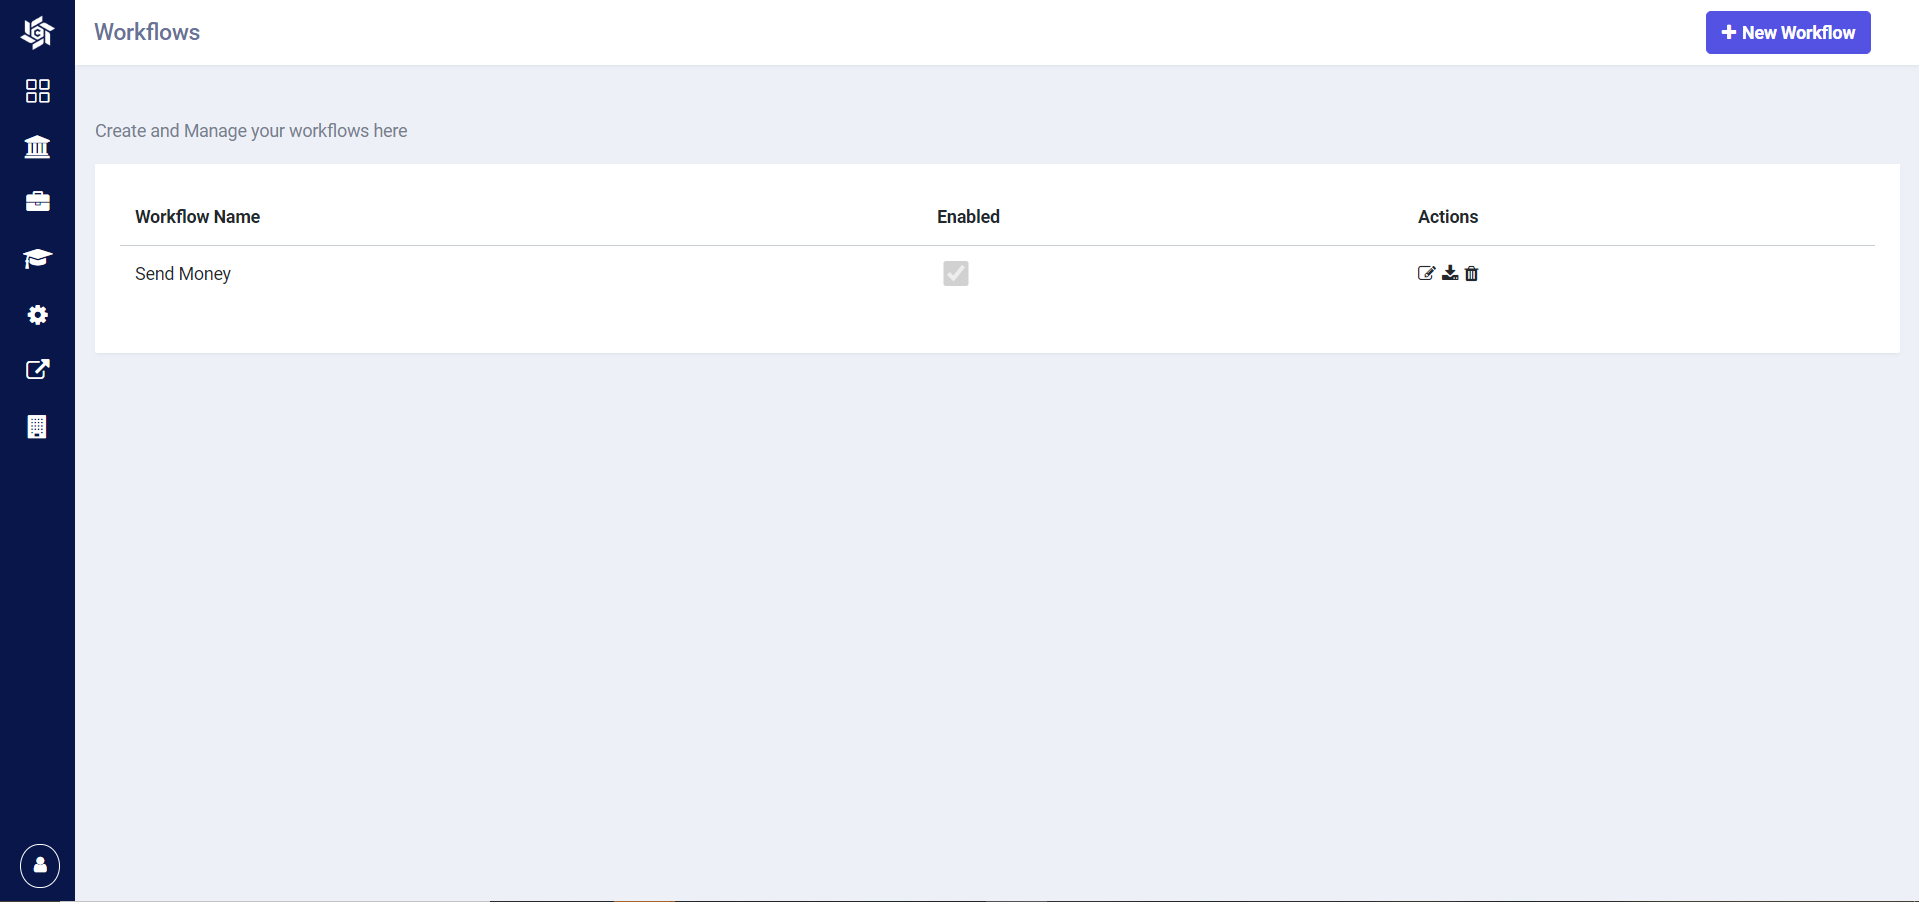 Workflows
New Workflow
Create and Manage your workflows here
Workflow Name Enabled Actions
Send Money